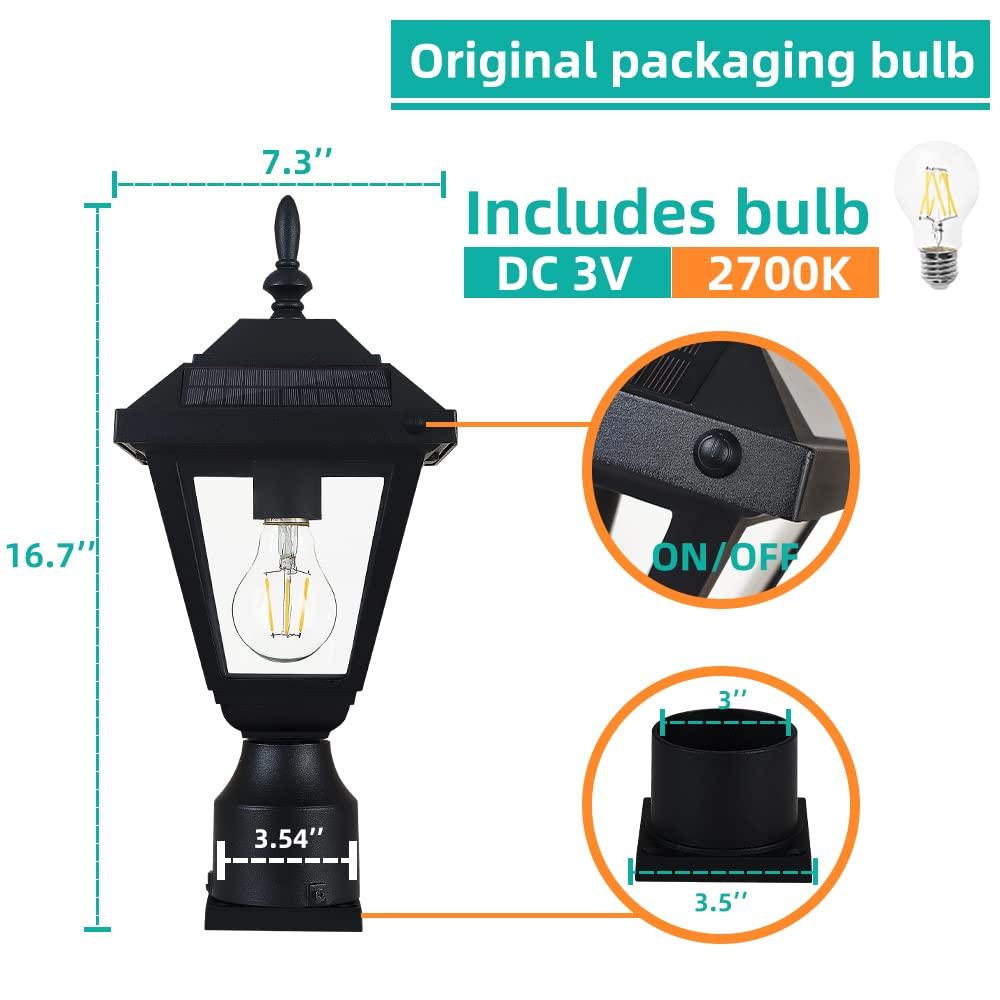 Original packaging bulb
7.3’’
Includes bulb
DC 3V 2700K
16.7’’
ON/OFF
3’’
3.54’’
3.5’’